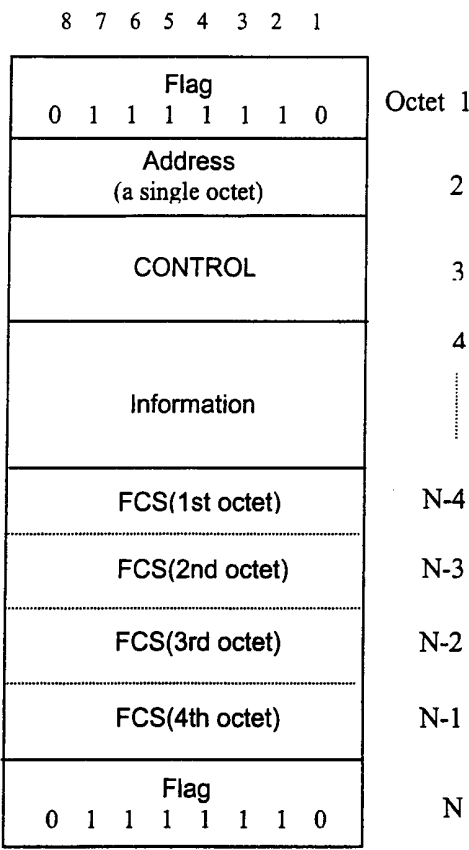 8 7 6 5 4 3 2 1
Flag
0 1 1 1 1 1 1 0
Octet 1
Address
(a single octet)
2
CONTROL
3
4
Information
FCS(1st octet)
N-4
FCS(2nd octet)
N-3
FCS(3rd octet)
N-2
FCS(4th octet)
N-1
Flag
0 1 1 1 1 1 1 0
N